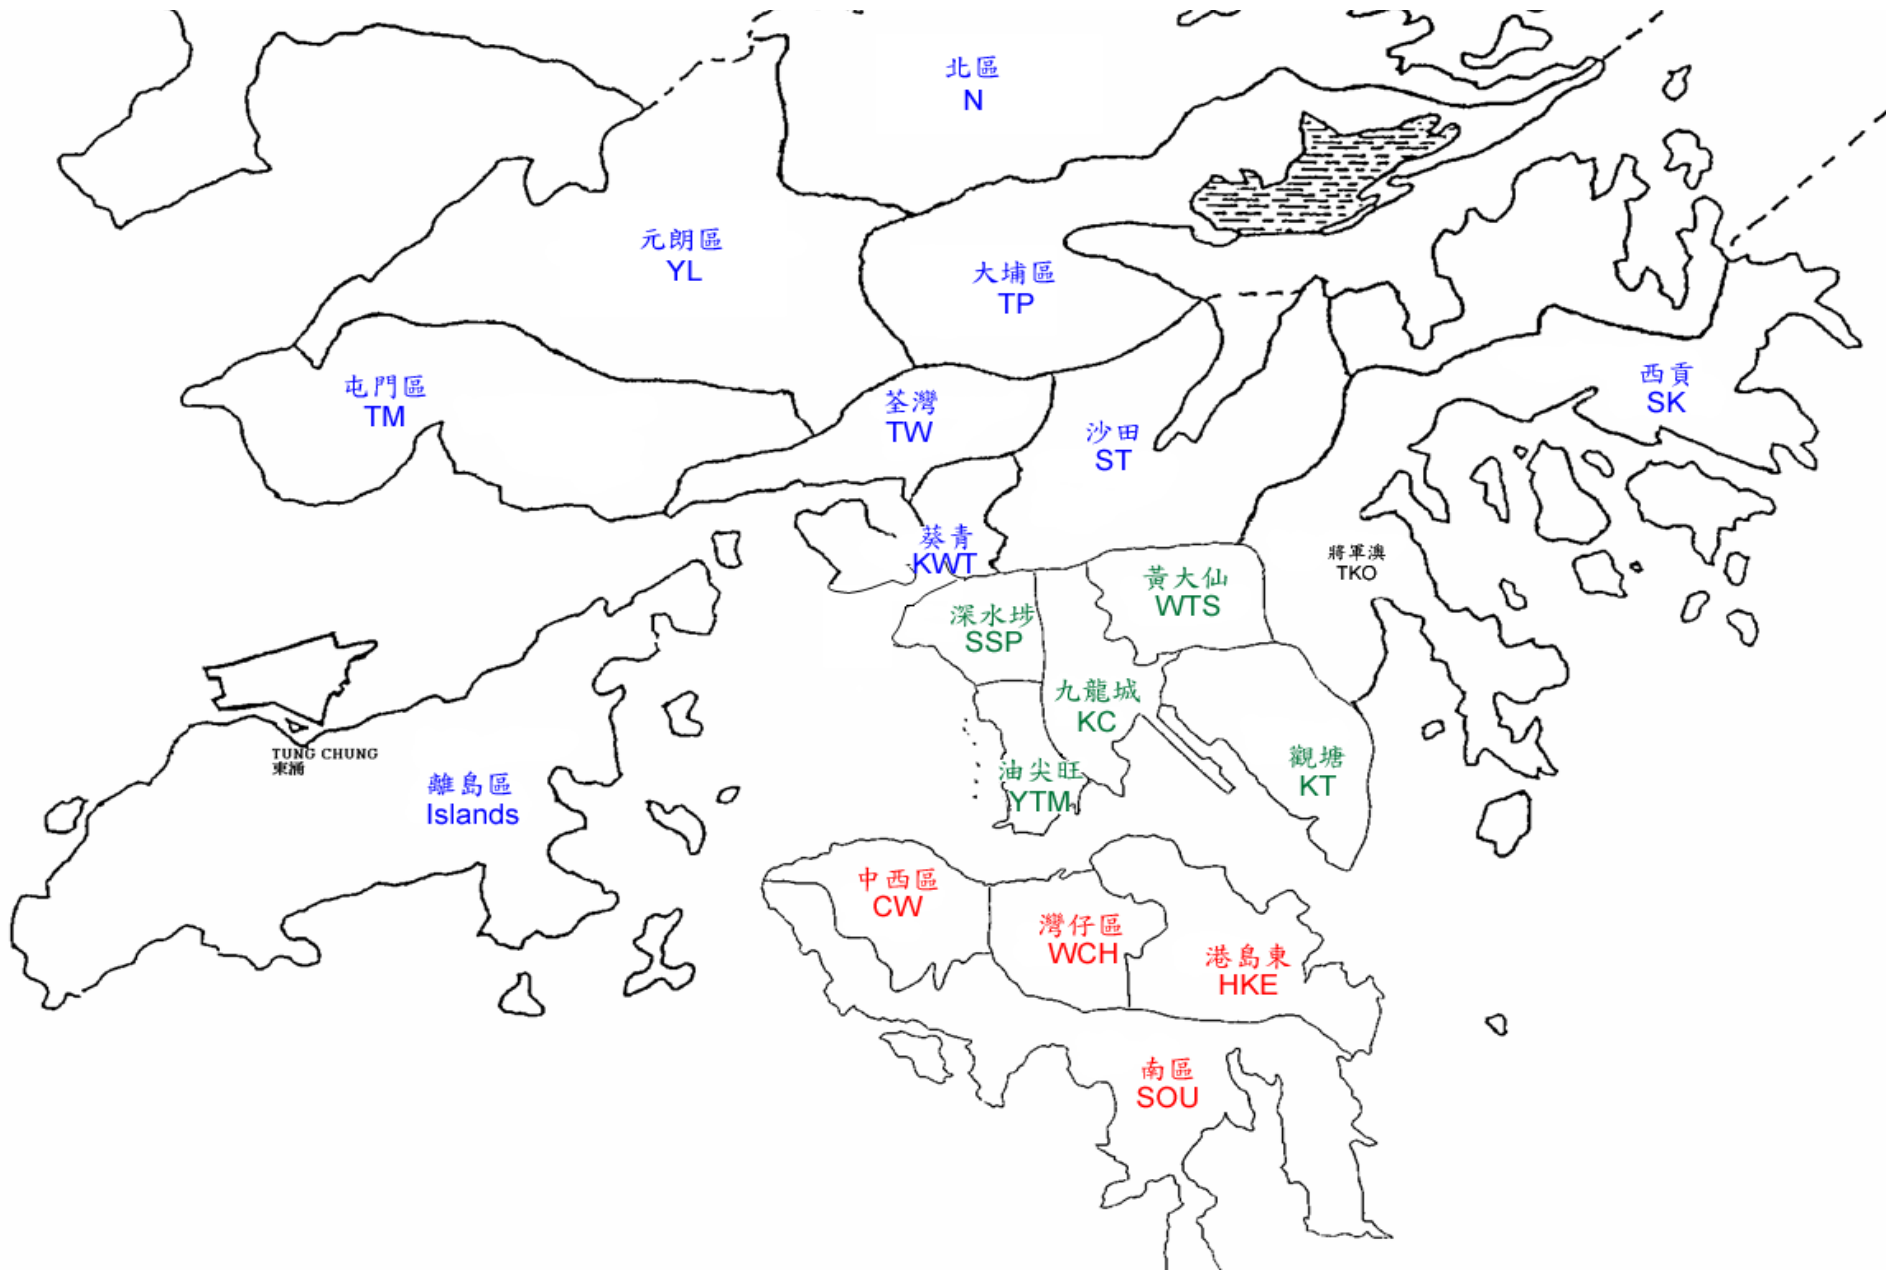 北區
N
元朗區
YL
大埔區
TP
屯門區
TM
荃灣
TW
西貢
SK
沙田
ST
葵青
KWT
將軍澳
TKO
黃大仙
WTS
深水埗
SSP
九龍城
KC
TUNG CHUNG
東涌
離島區
Islands
油尖旺
YTM
觀塘
KT
中西區
CW
灣仔區
WCH
港島東
HKE
南區
SOU